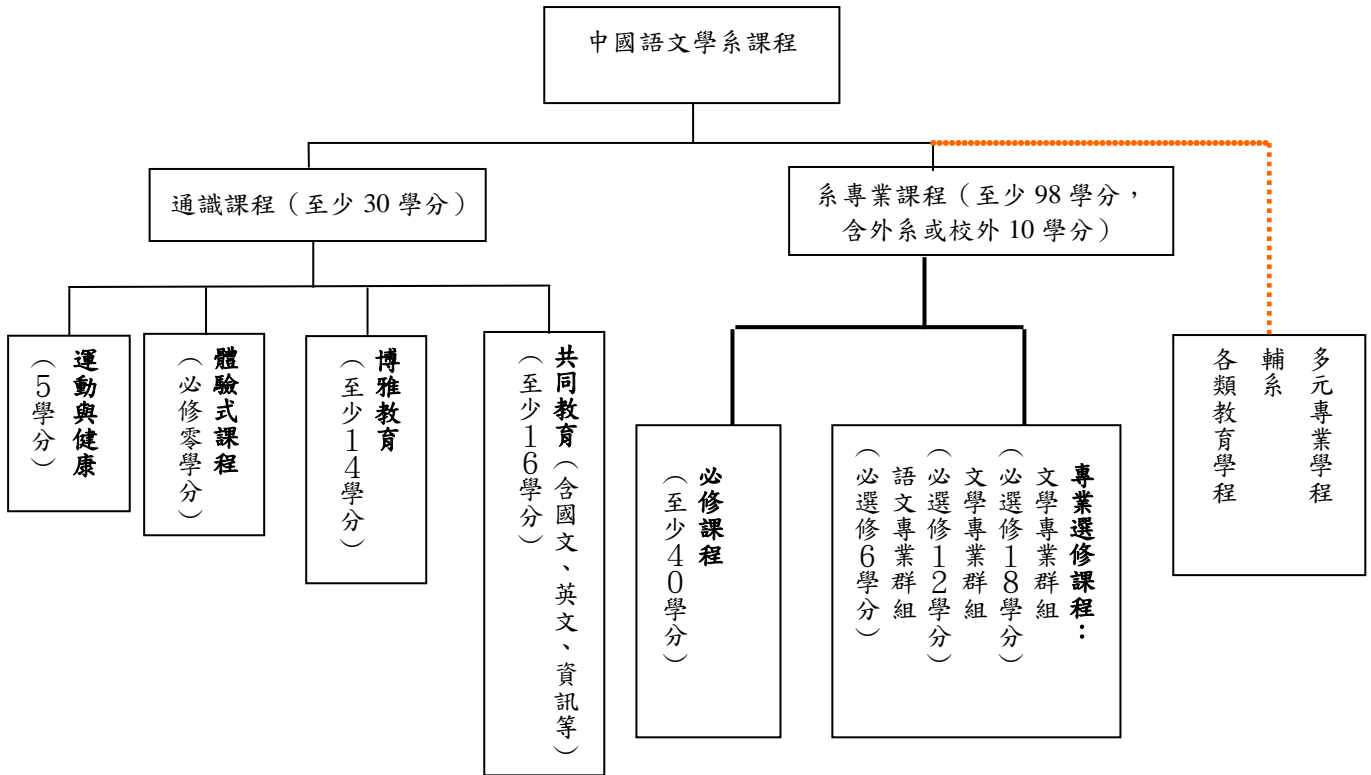 中國語文學系課程
通識課程（至少 30 學分）
系專業課程（至少 98 學分，
含外系或校外 10 學分）
運動與健康
（5學分）
體驗式課程
（必修零學分）
博雅教育
（至少14學分）
共同教育（含國文、英文、資訊等）
（至少16學分）
必修課程
（至少40學分）
專業選修課程：
文學專業群組
（必選修18學分）
文學專業群組
（必選修12學分）
語文專業群組
（必選修6學分）
多元專業學程
輔系
各類教育學程